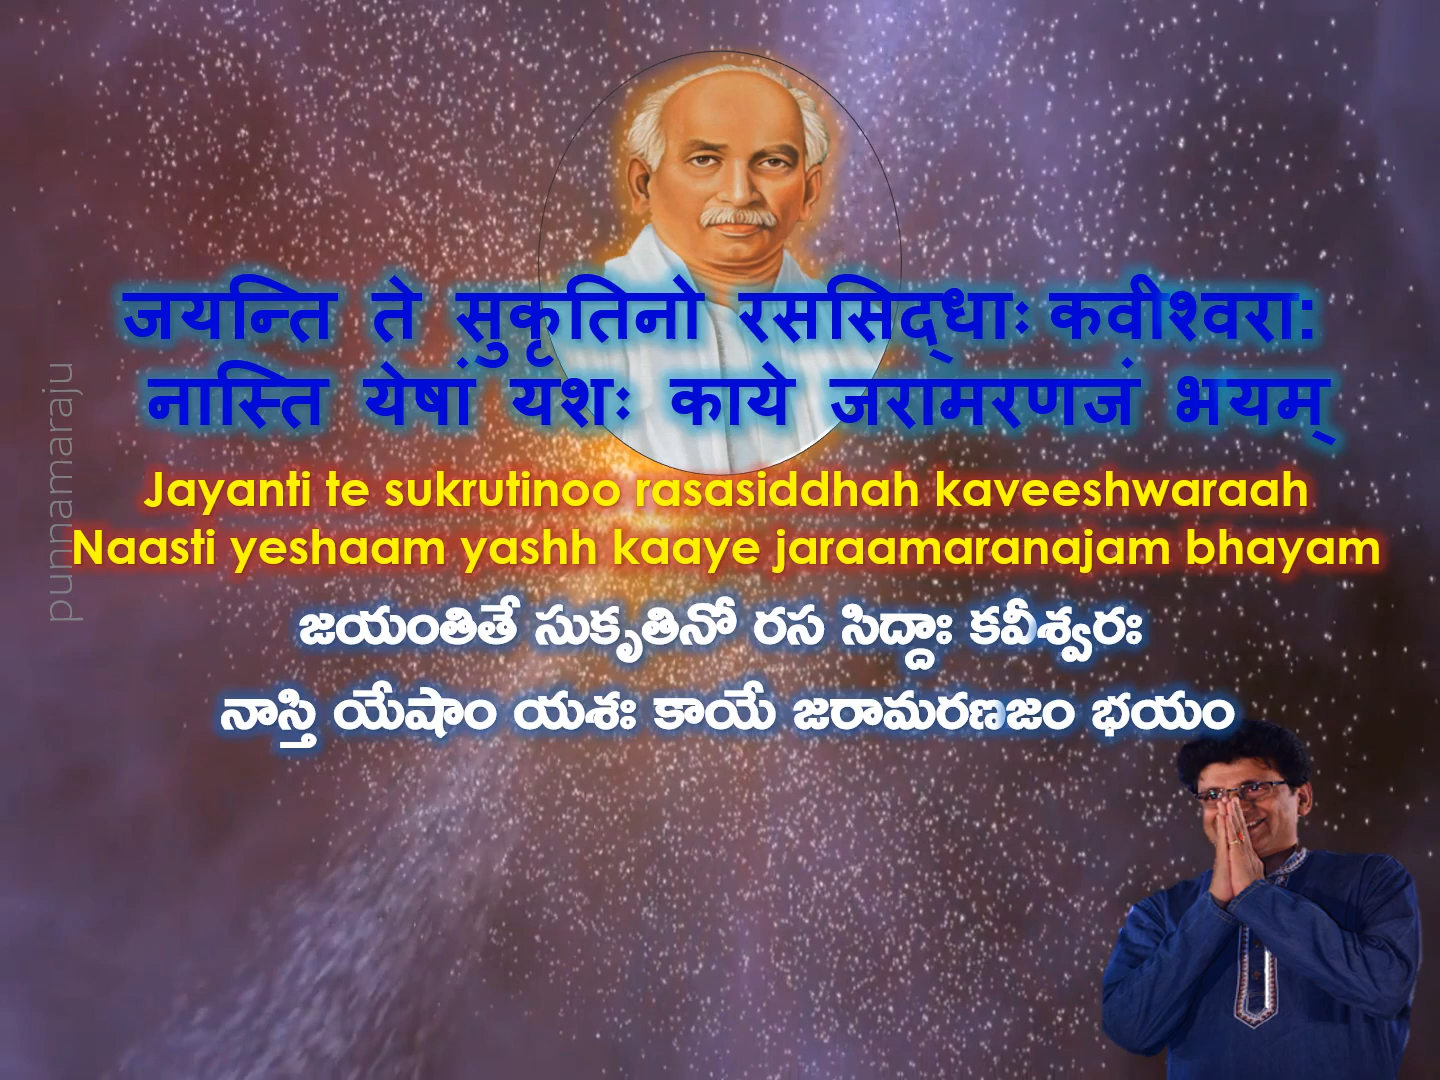 जयन्ति ते सुकृतिनो रससिद्धाः कवीश्वरा:
नास्ति येषां यशः काये जरामरणजं भयम्
Jayanti te sukrutinoo rasasiddhah kaveeshwaraah
Naasti yeshaam yashh kaaye jaraamaranajam bhayam
జయంతితే సుకృతినో రస సిద్ధాః కవీశ్వరః
నాస్తి యేషాం యశః కాయే జరామరణజం భయం
punnamaraju